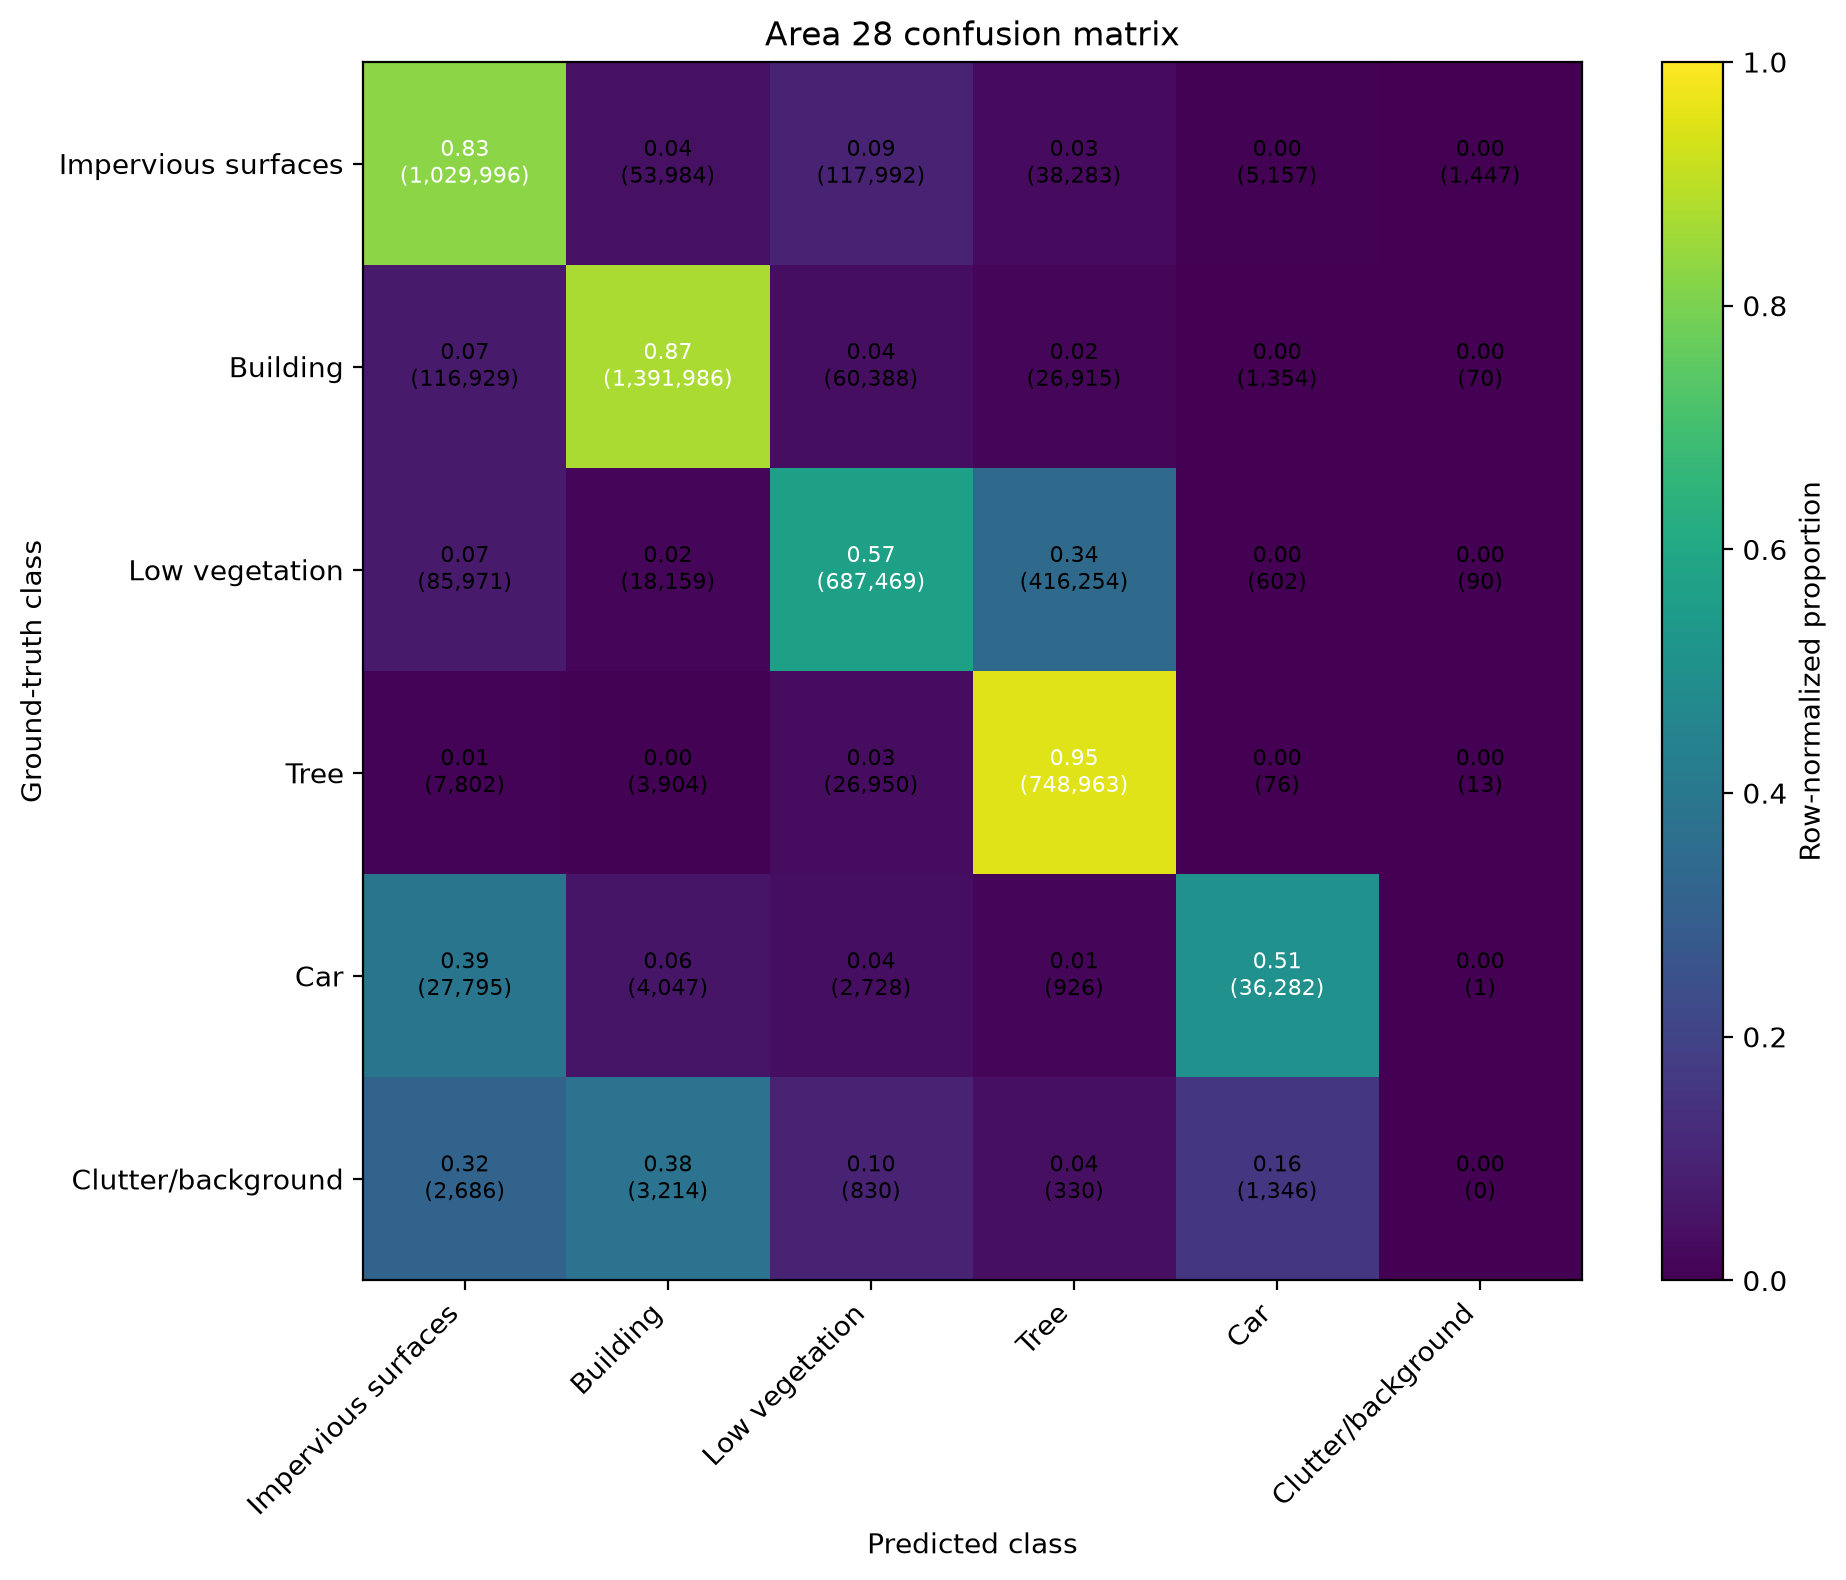 Area 28 confusion matrix
Ground-truth class
Impervious surfaces
0.83 0.04 0.09 0.03 0.00 0.00
(1,029,996) (53,984) (117,992) (38,283) (5,157) (1,447)
Building
0.07 0.87 0.04 0.02 0.00 0.00
(116,929) (1,391,986) (60,388) (26,915) (1,354) (70)
Low vegetation
0.07 0.02 0.57 0.34 0.00 0.00
(85,971) (18,159) (687,469) (416,254) (602) (90)
Tree
0.01 0.00 0.03 0.95 0.00 0.00
(7,802) (3,904) (26,950) (748,963) (76) (13)
Car
0.39 0.06 0.04 0.01 0.51 0.00
(27,795) (4,047) (2,728) (926) (36,282) (1)
Clutter/background
0.32 0.38 0.10 0.04 0.16 0.00
(2,686) (3,214) (830) (330) (1,346) (0)
Impervious surfaces
Building
Low vegetation
Tree
Car
Clutter/background
Predicted class
1.0
0.8
0.6
0.4
0.2
0.0
Row-normalized proportion